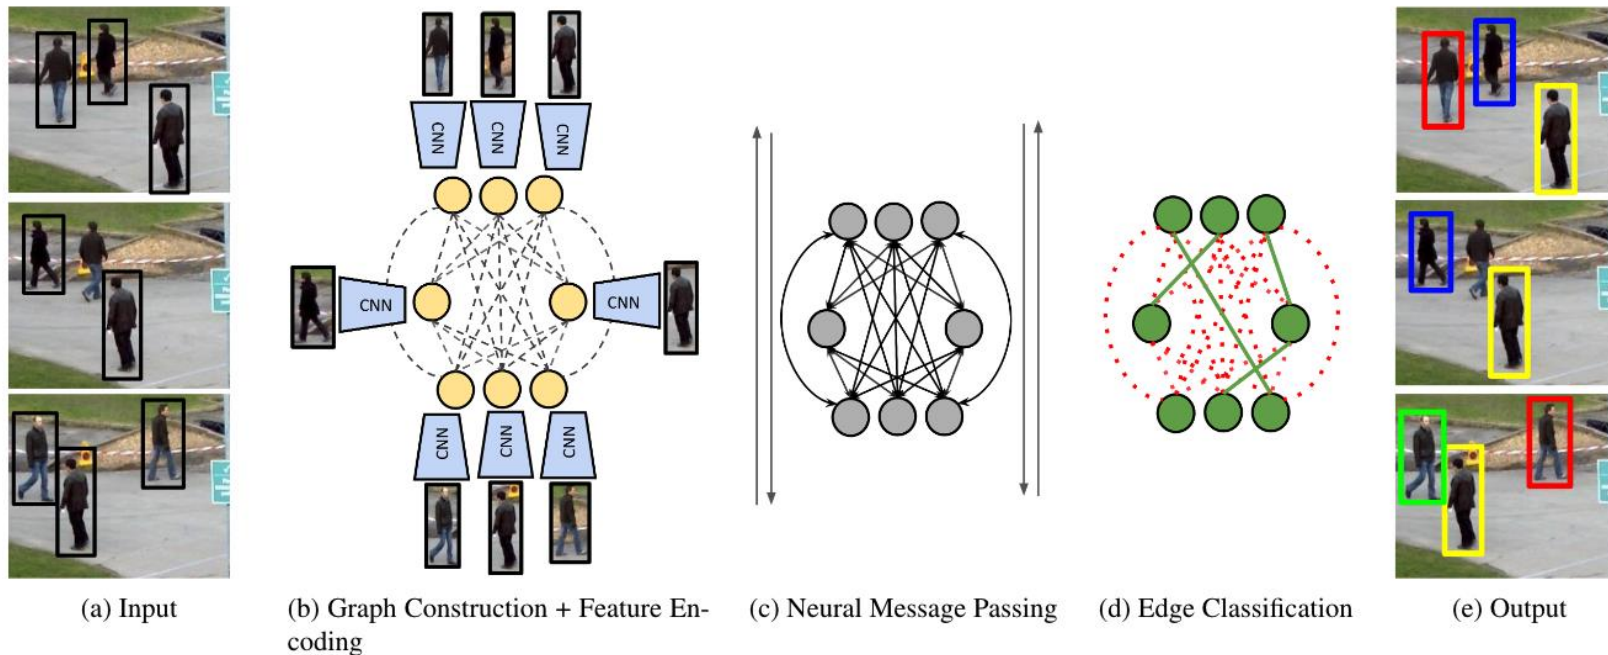 CNN
CNN
CNN
CNN
CNN
CNN
CNN
CNN
(a) Input
(b) Graph Construction + Feature En-
coding
(c) Neural Message Passing
(d) Edge Classification
(e) Output